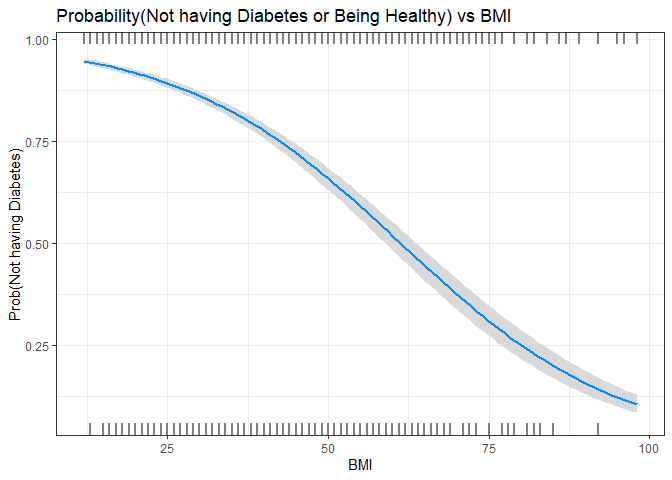 Probability(Not having Diabetes or Being Healthy) vs BMI
Prob(Not having Diabetes)
1.00
0.75
0.50
0.25
25 50 75 100
BMI